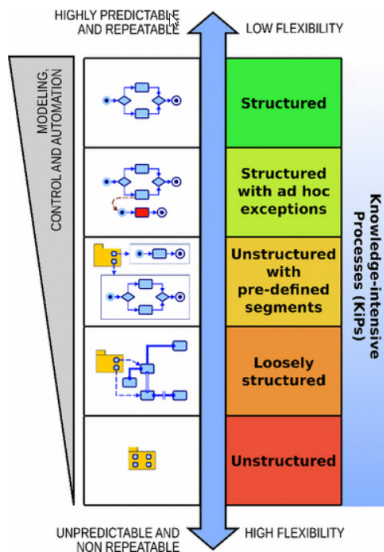 HIGHLY PREDICTABLE
AND REPEATABLE
LOW FLEXIBILITY
MODELING,
CONTROL AND AUTOMATION
Structured
Structured
with ad hoc
exceptions
Unstructured
with
pre-defined
segments
Loosely
structured
Unstructured
Knowledge-intensive
Processes (KiPs)
UNPREDICTABLE AND
NON REPEATABLE
HIGH FLEXIBILITY